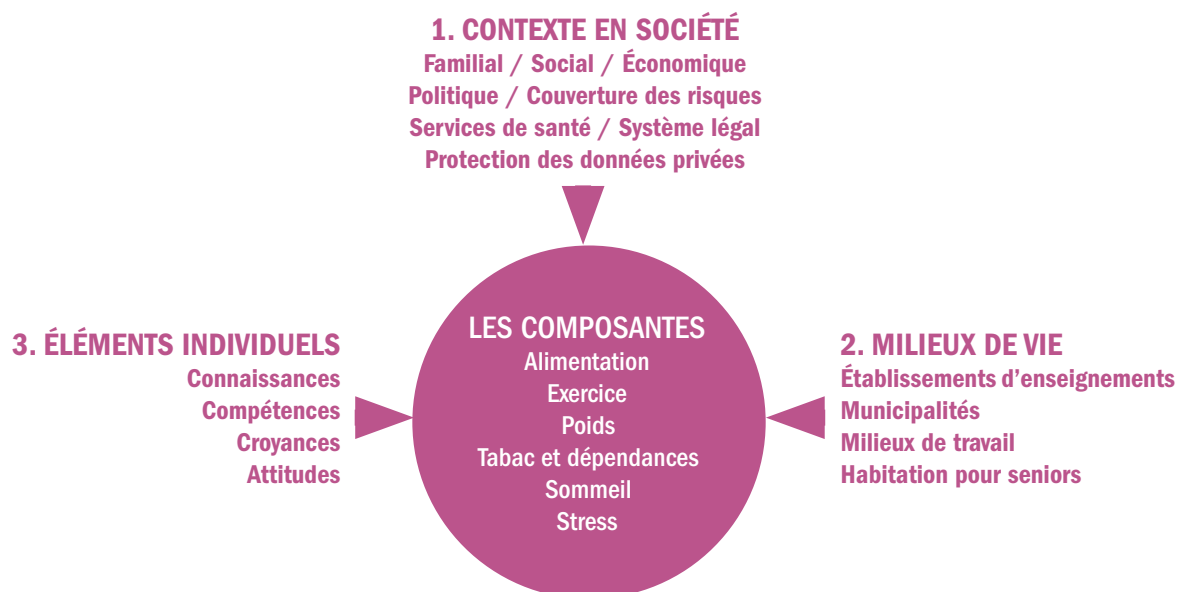 1. CONTEXTE EN SOCIÉTÉ
Familial / Social / Économique
Politique / Couverture des risques
Services de santé / Système légal
Protection des données privées
LES COMPOSANTES
Alimentation
Exercice
Poids
Tabac et dépendances
Sommeil
Stress
2. MILIEUX DE VIE
Établissements d'enseignements
Municipalités
Milieux de travail
Habitation pour seniors
3. ÉLÉMENTS INDIVIDUELS
Connaissances
Compétences
Croyances
Attitudes